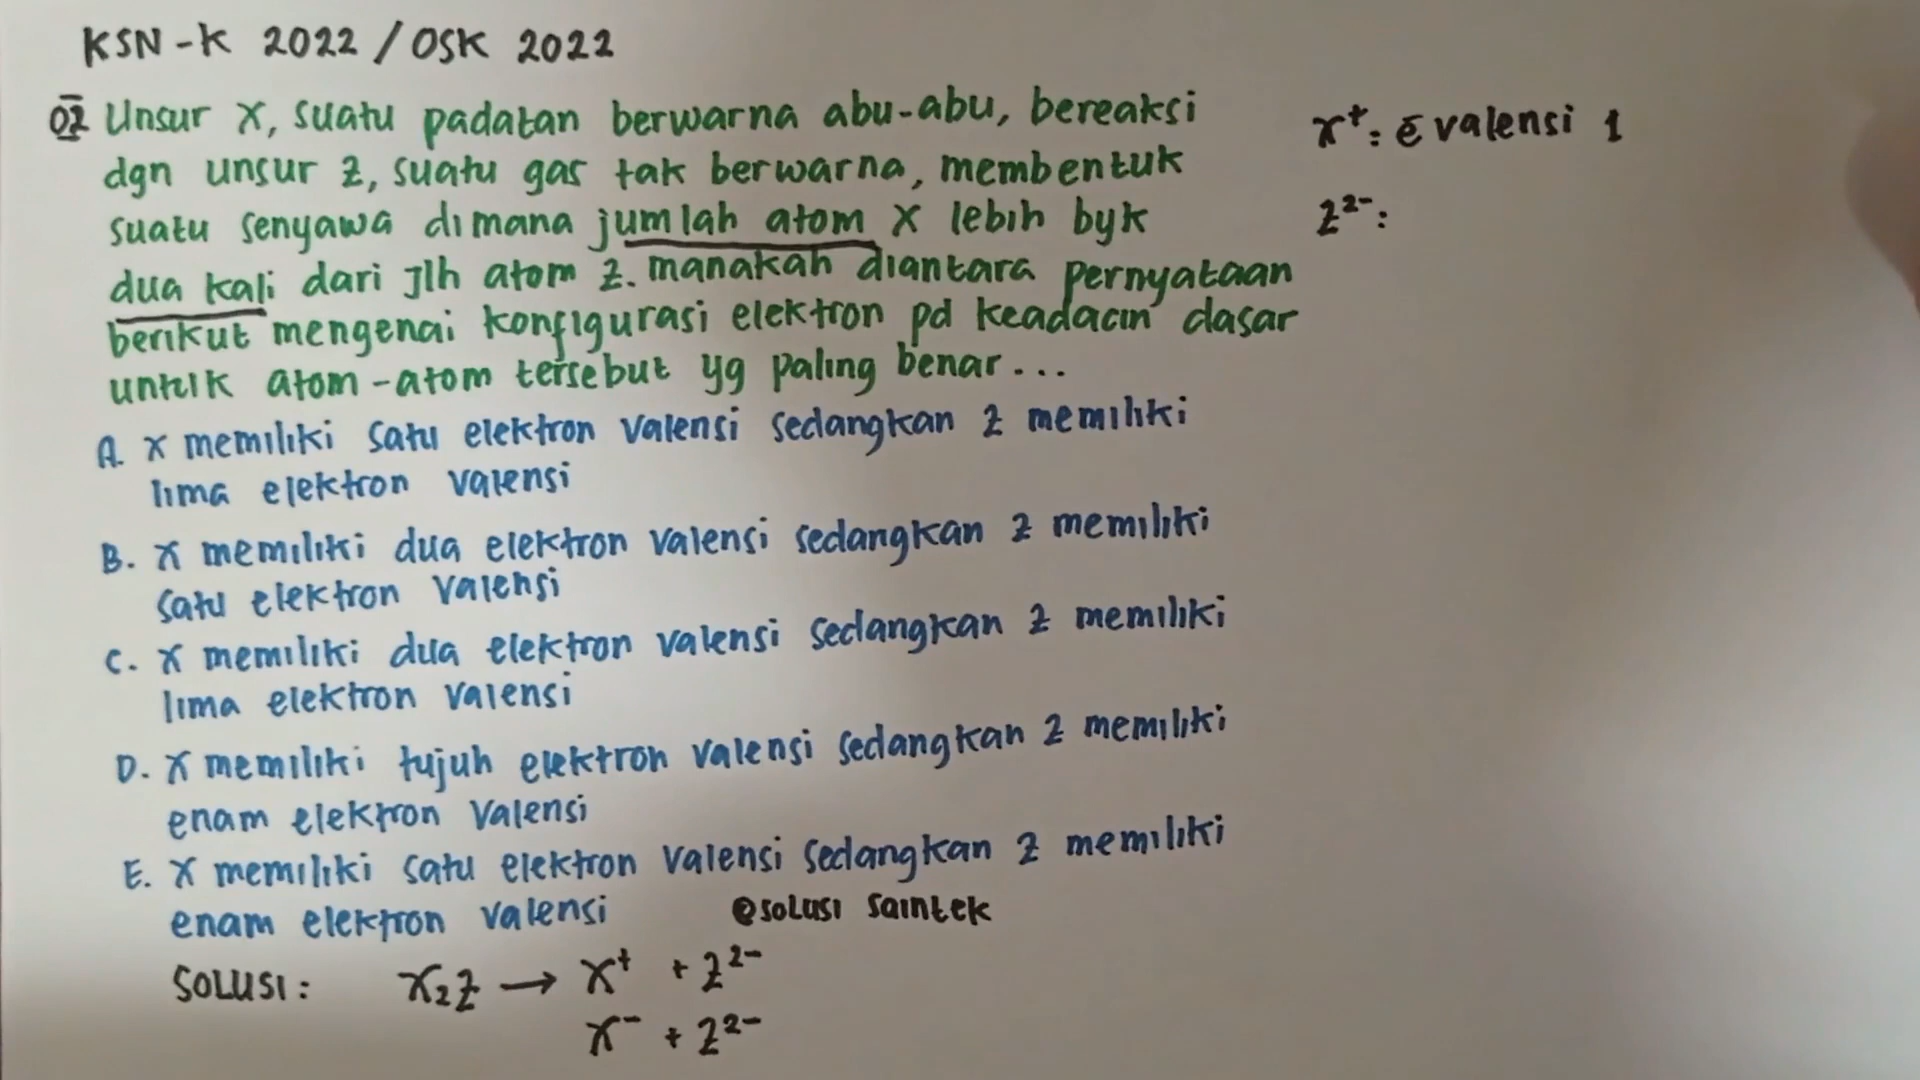 KSN-K 2022 / OSK 2022
02 Unsur X, suatu padatan berwarna abu-abu, bereaksi
dgn unsur Z, suatu gas tak berwarna, membentuk
suatu senyawa dimana jumlah atom X lebih byk
dua kali dari jlh atom Z. manakah diantara pernyataan
berikut mengenai konfigurasi elektron pd keadaan dasar
untuk atom-atom tersebut yg paling benar...
A. X memiliki satu elektron valensi sedangkan Z memiliki
lima elektron valensi
B. X memiliki dua elektron valensi sedangkan Z memiliki
satu elektron valensi
C. X memiliki dua elektron valensi sedangkan Z memiliki
lima elektron valensi
D. X memiliki tujuh elektron valensi sedangkan Z memiliki
enam elektron valensi
E. X memiliki satu elektron valensi sedangkan Z memiliki
enam elektron valensi
@solusi saintek
SOLUSI: X₂Z → X⁺ + Z²⁻
X⁻ + Z²⁻
X⁺: ē valensi 1
Z²⁻: